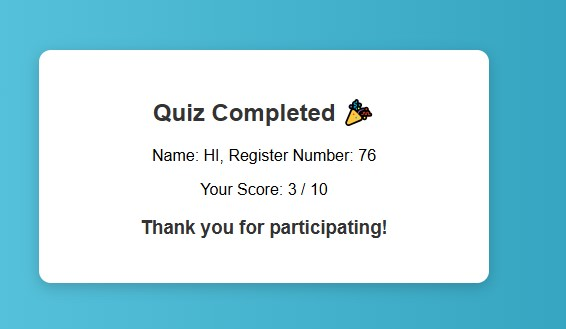 Quiz Completed 🎉
Name: HI, Register Number: 76
Your Score: 3 / 10
Thank you for participating!